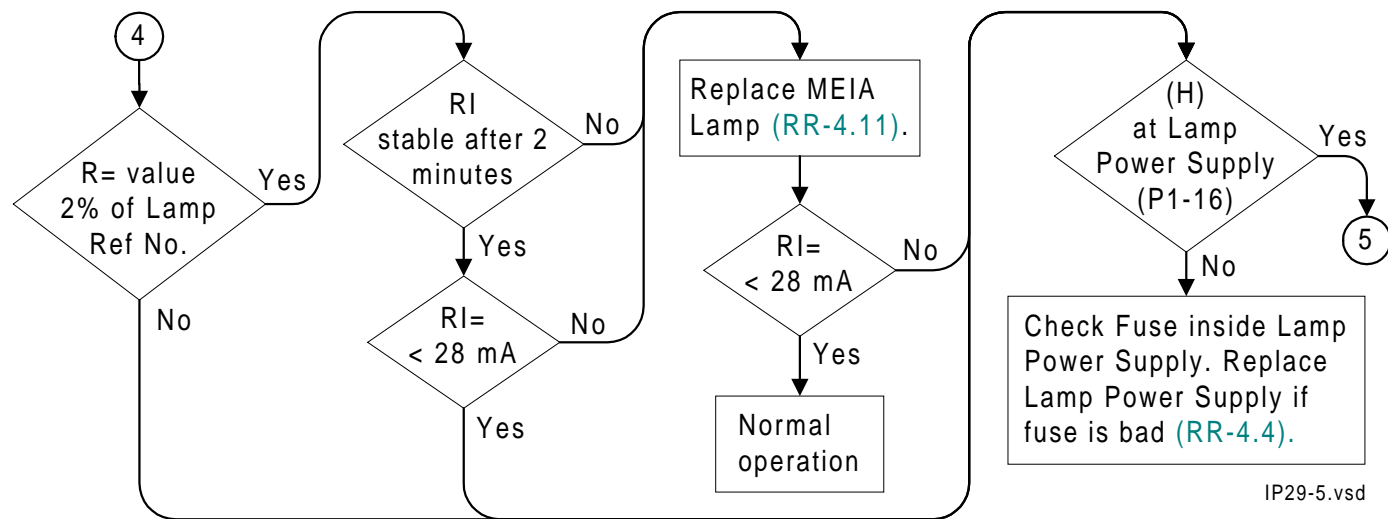 4
R= value
2% of Lamp
Ref No.
Yes
No
RI
stable after 2
minutes
No
Yes
RI=
< 28 mA
No
Yes
Replace MEIA
Lamp (RR-4.11).
RI=
< 28 mA
No
Yes
Normal
operation
(H)
at Lamp
Power Supply
(P1-16)
Yes
5
No
Check Fuse inside Lamp
Power Supply. Replace
Lamp Power Supply if
fuse is bad (RR-4.4).
IP29-5.vsd